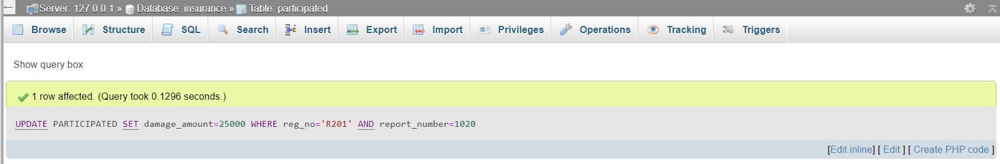 Server: 127.0.0.1 » Database: insurance » Table: participated
Browse Structure SQL Search Insert Export Import Privileges Operations Tracking Triggers
Show query box
1 row affected. (Query took 0.1296 seconds.)
UPDATE PARTICIPATED SET damage_amount=25000 WHERE reg_no='R201' AND report_number=1020
[Edit inline] [ Edit ] [ Create PHP code ]